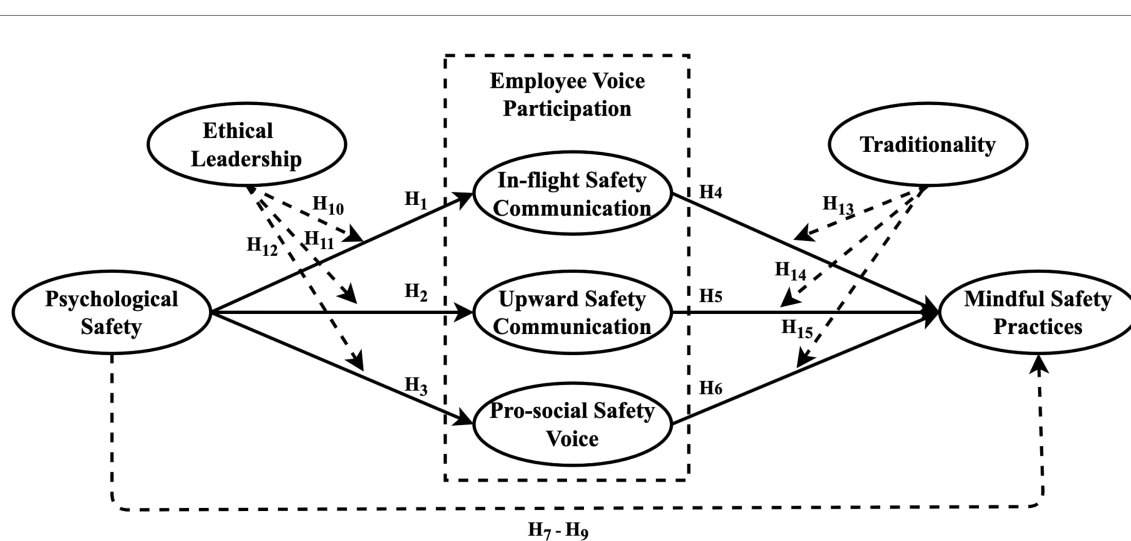 Employee Voice
Participation
Ethical
Leadership
Traditionality
In-flight Safety
Communication
H1
H4
H10
H13
H11
H12
H14
Psychological
Safety
H2
Upward Safety
Communication
H5
Mindful Safety
Practices
H15
H3
H6
Pro-social Safety
Voice
H7 - H9